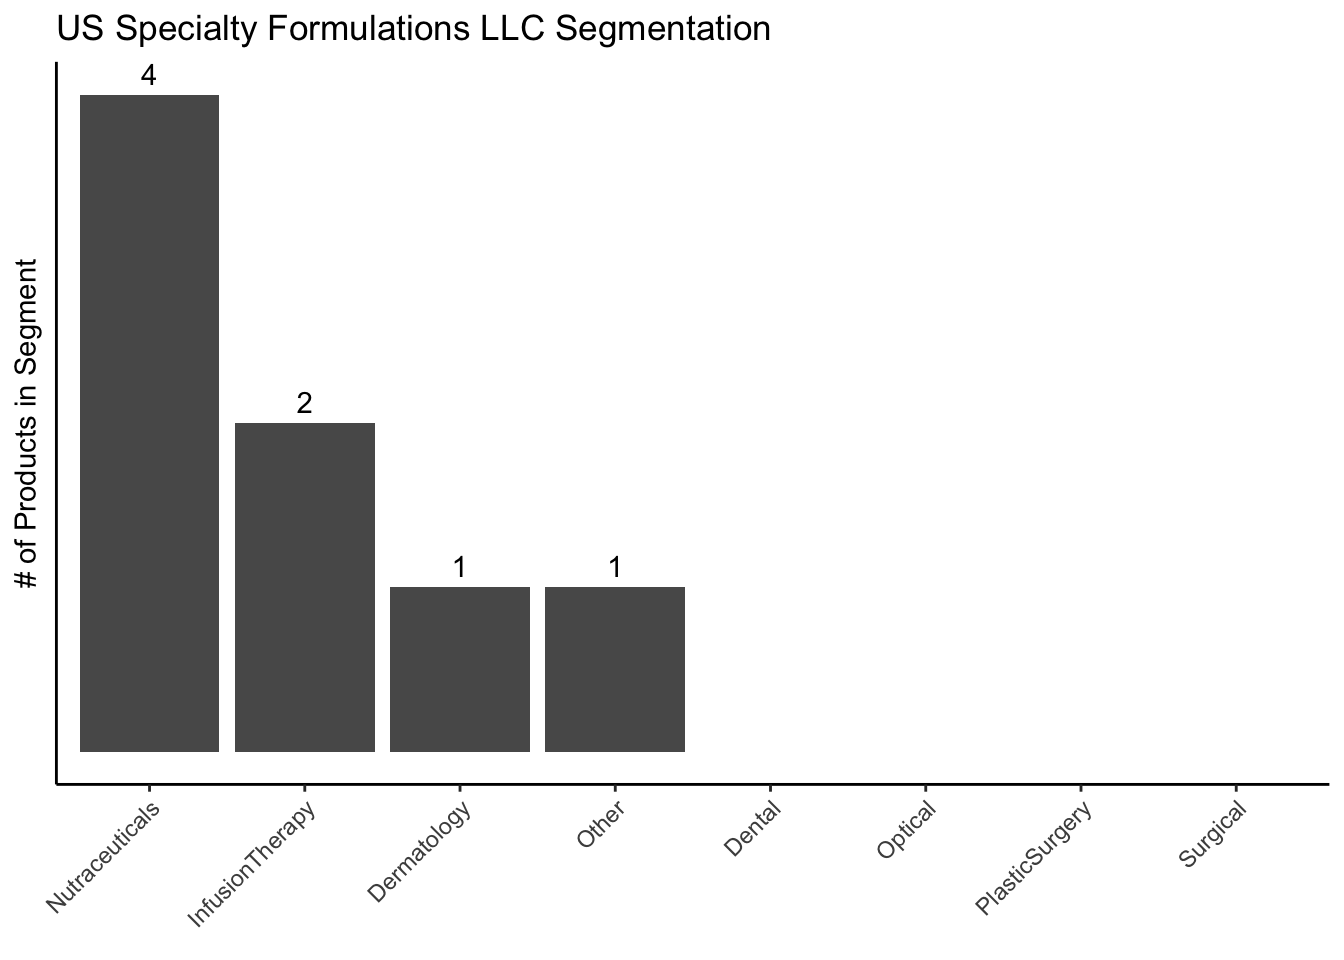 US Specialty Formulations LLC Segmentation
4
2
1
1
# of Products in Segment
Nutraceuticals
InfusionTherapy
Dermatology
Other
Dental
Optical
PlasticSurgery
Surgical